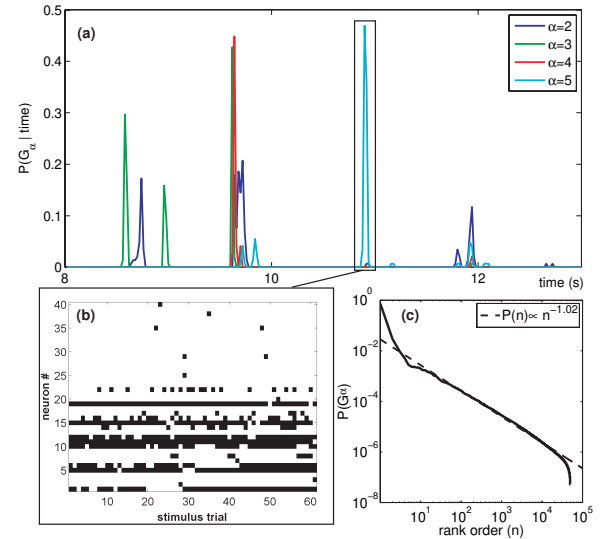 (a)
α=2
α=3
α=4
α=5
P(G_α | time)
0.5
0.4
0.3
0.2
0.1
0
8
10
12
time (s)
(b)
neuron #
40
35
30
25
20
15
10
5
10
20
30
40
50
60
stimulus trial
(c)
P(n)∝ n^-1.02
P(Gα)
10^0
10^-2
10^-4
10^-6
10^-8
10^1
10^2
10^3
10^4
10^5
rank order (n)